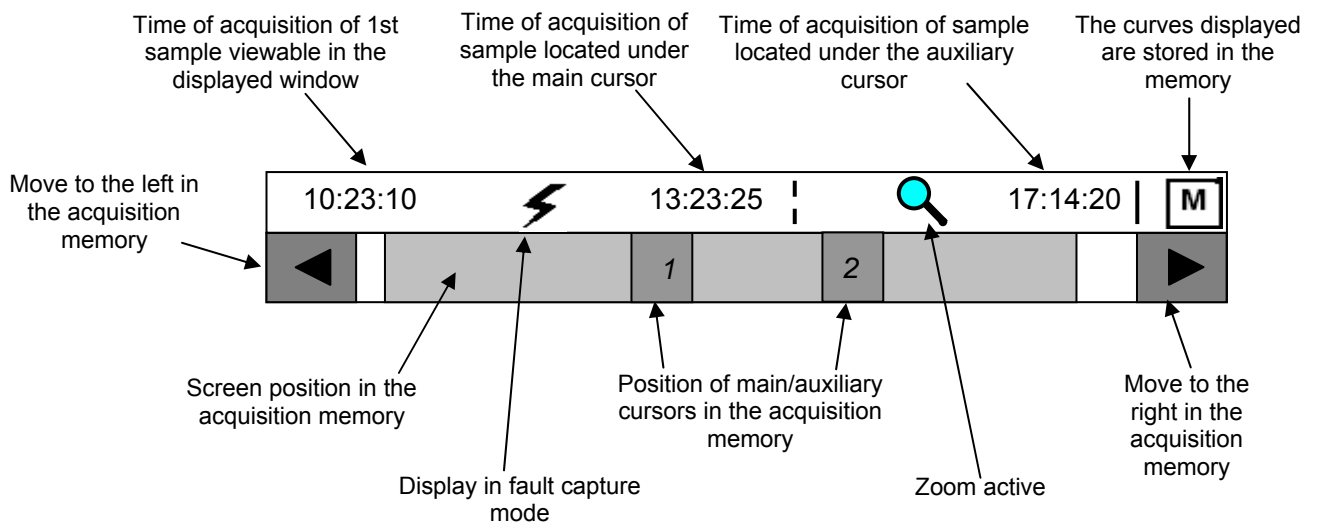 Time of acquisition of 1st
sample viewable in the
displayed window
Time of acquisition of
sample located under
the main cursor
Time of acquisition of sample
located under the auxiliary
cursor
The curves displayed
are stored in the
memory
Move to the left in
the acquisition
memory
10:23:10
13:23:25
17:14:20
M
1
2
Screen position in the
acquisition memory
Position of main/auxiliary
cursors in the acquisition
memory
Move to the
right in the
acquisition
memory
Display in fault capture
mode
Zoom active